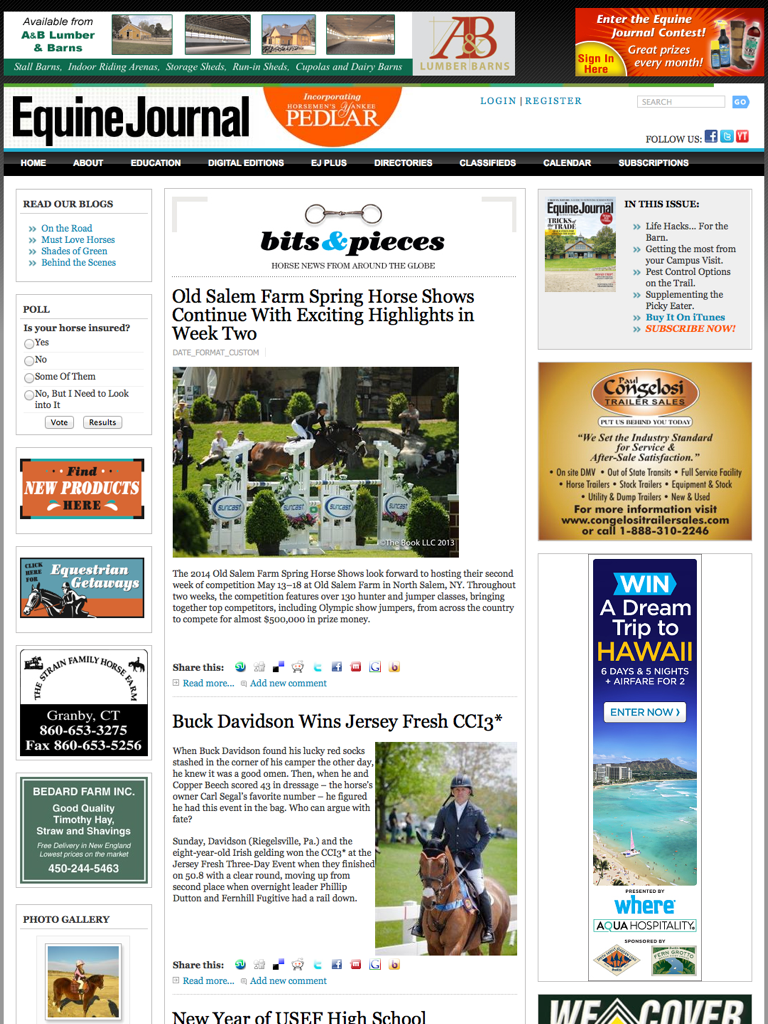 Available from
A&B Lumber
& Barns
Stall Barns, Indoor Riding Arenas, Storage Sheds, Run-in Sheds, Cupolas and Dairy Barns
A&B
LUMBER BARNS
Enter the Equine
Journal Contest!
Great prizes
every month!
Sign In
Here
Equine Journal
Incorporating
HORSEMEN'S YANKEE
PEDLAR
LOGIN | REGISTER
SEARCH
GO
FOLLOW US:
HOME ABOUT EDUCATION DIGITAL EDITIONS EJ PLUS DIRECTORIES CLASSIFIEDS CALENDAR SUBSCRIPTIONS
READ OUR BLOGS
On the Road
Must Love Horses
Shades of Green
Behind the Scenes
POLL
Is your horse insured?
Yes
No
Some Of Them
No, But I Need to Look
into It
Vote Results
Find
NEW PRODUCTS
HERE
CLICK
HERE
FOR
Equestrian
Getaways
THE STRAIN FAMILY HORSE FARM
Granby, CT
860-653-3275
Fax 860-653-5256
BEDARD FARM INC.
Good Quality
Timothy Hay,
Straw and Shavings
Free Delivery in New England
Lowest prices on the market
450-244-5463
PHOTO GALLERY
bits&pieces
HORSE NEWS FROM AROUND THE GLOBE
Old Salem Farm Spring Horse Shows
Continue With Exciting Highlights in
Week Two
DATE_FORMAT_CUSTOM
SUNCAST SUNCAST SUNCAST SUNCAST
©The Book LLC 2013
The 2014 Old Salem Farm Spring Horse Shows look forward to hosting their second
week of competition May 13–18 at Old Salem Farm in North Salem, NY. Throughout
two weeks, the competition features over 130 hunter and jumper classes, bringing
together top competitors, including Olympic show jumpers, from across the country
to compete for almost $500,000 in prize money.
Share this:
Read more... Add new comment
Buck Davidson Wins Jersey Fresh CCI3*
When Buck Davidson found his lucky red socks
stashed in the corner of his camper the other day,
he knew it was a good omen. Then, when he and
Copper Beech scored 43 in dressage – the horse's
owner Carl Segal's favorite number – he figured
he had this event in the bag. Who can argue with
fate?
Sunday, Davidson (Riegelsville, Pa.) and the
eight-year-old Irish gelding won the CCI3* at the
Jersey Fresh Three-Day Event when they finished
on 50.8 with a clear round, moving up from
second place when overnight leader Phillip
Dutton and Fernhill Fugitive had a rail down.
Share this:
Read more... Add new comment
New Year of USEF High School
Equine Journal
TRICKS of
the TRADE
IN THIS ISSUE:
Life Hacks... For the
Barn.
Getting the most from
your Campus Visit.
Pest Control Options
on the Trail.
Supplementing the
Picky Eater.
Buy It On iTunes
SUBSCRIBE NOW!
Paul
Congelosi
TRAILER SALES
PUT US BEHIND YOU TODAY
"We Set the Industry Standard
for Service &
After-Sale Satisfaction."
• On site DMV • Out of State Transits • Full Service Facility
• Horse Trailers • Stock Trailers • Equipment & Stock
• Utility & Dump Trailers • New & Used
For more information visit
www.congelositrailersales.com
or call 1-888-310-2246
WIN
A Dream
Trip to
HAWAII
6 DAYS & 5 NIGHTS
+ AIRFARE FOR 2
ENTER NOW ›
PRESENTED BY
where
AQUA HOSPITALITY.
SPONSORED BY
FERN GROTTO
WE COVER